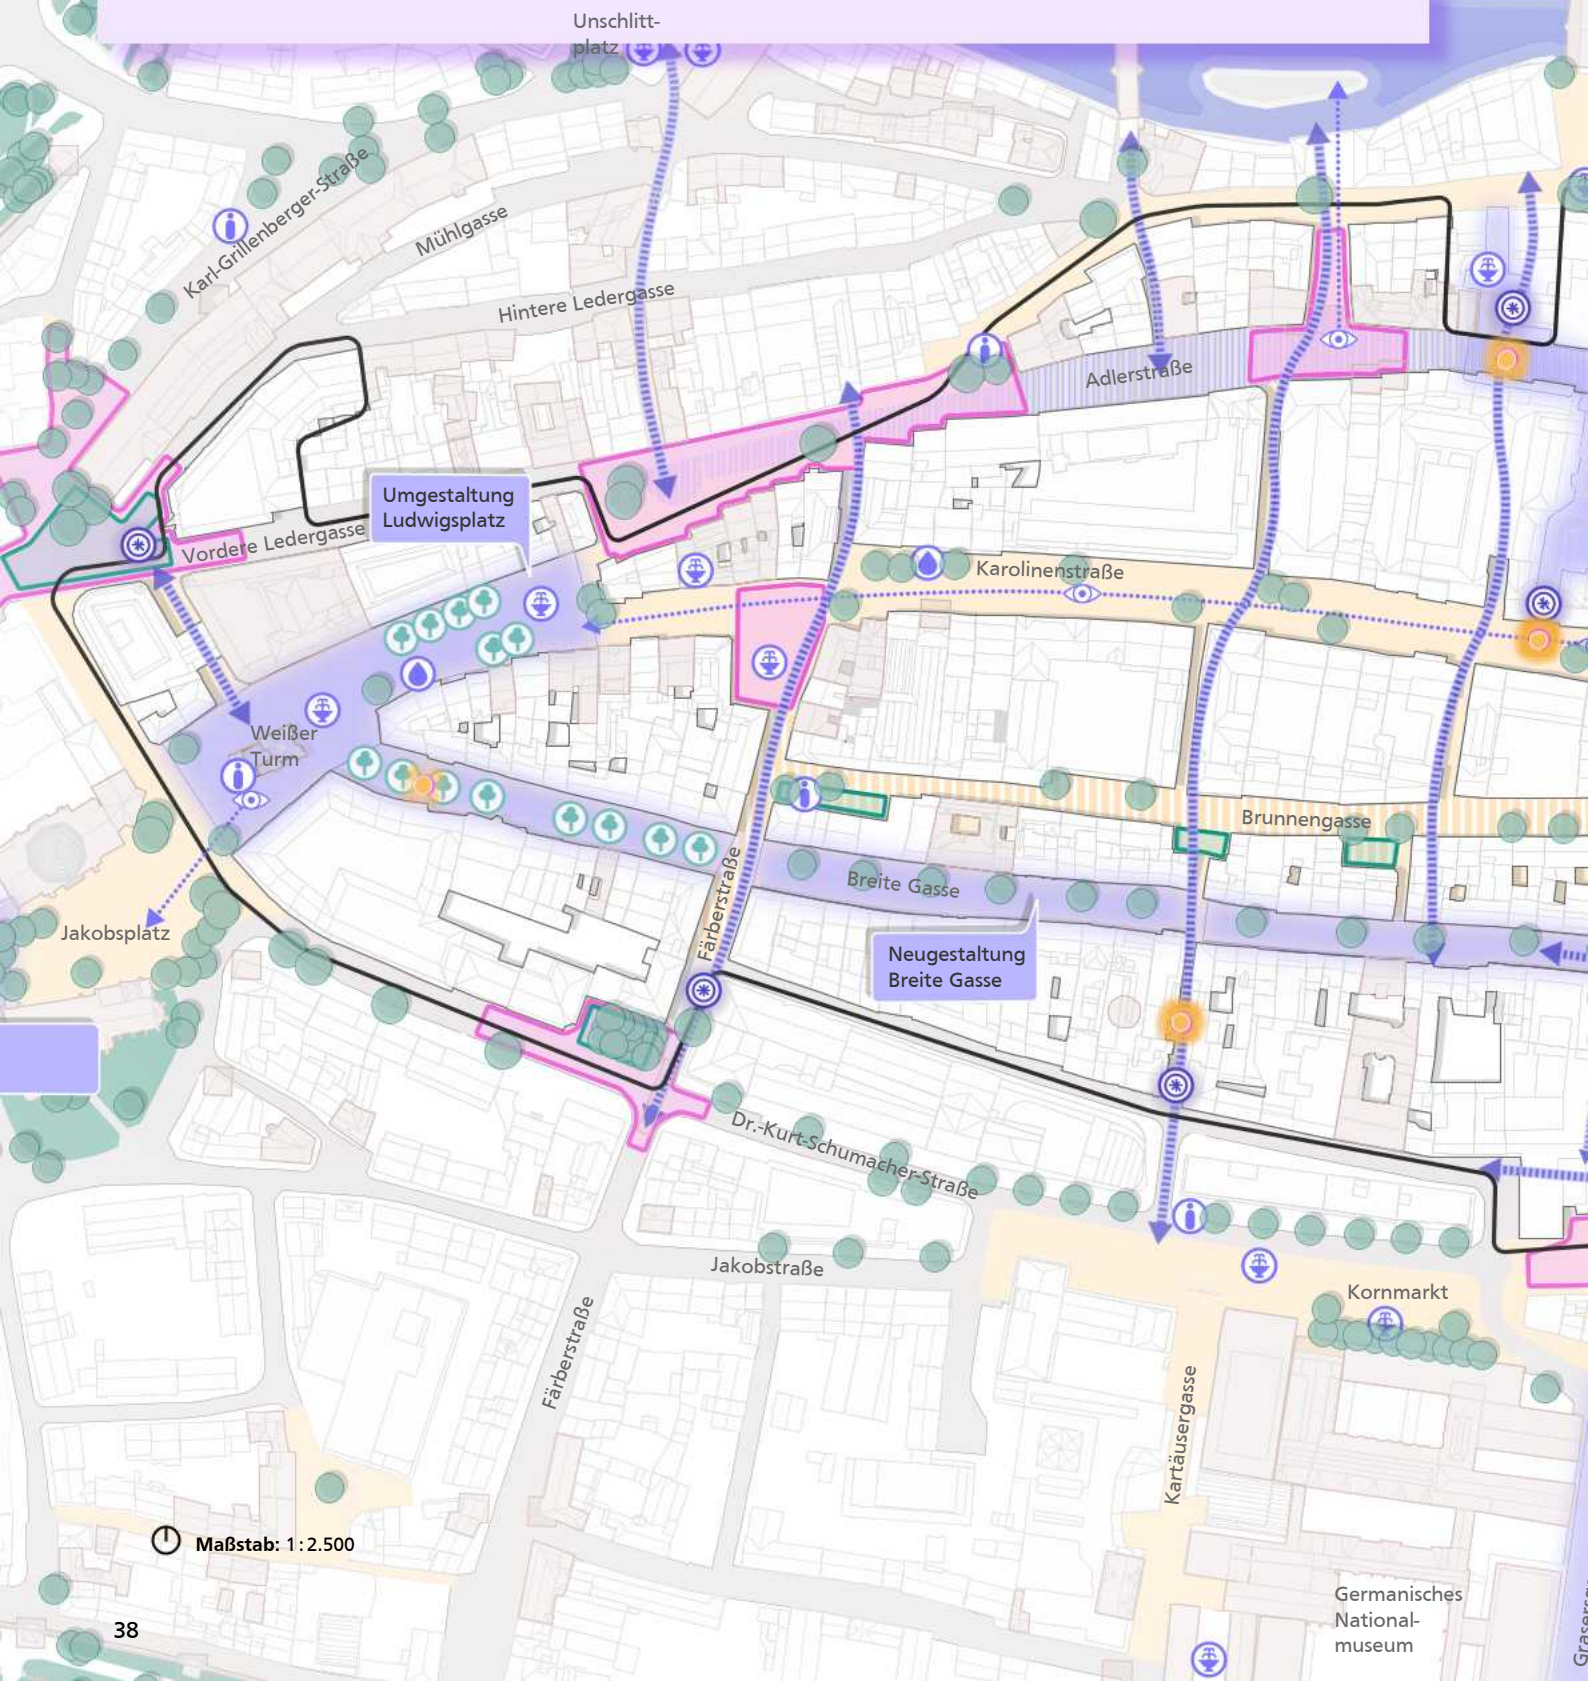 Unschlitt-
platz
Karl-Grillenberger-Straße
Mühlgasse
Hintere Ledergasse
Adlerstraße
Umgestaltung
Ludwigsplatz
Vordere Ledergasse
Karolinenstraße
Weißer
Turm
Brunnengasse
Breite Gasse
Färberstraße
Jakobsplatz
Neugestaltung
Breite Gasse
Dr.-Kurt-Schumacher-Straße
Jakobstraße
Kornmarkt
Färberstraße
Kartäusergasse
Maßstab: 1:2.500
Germanisches
National-
museum
38